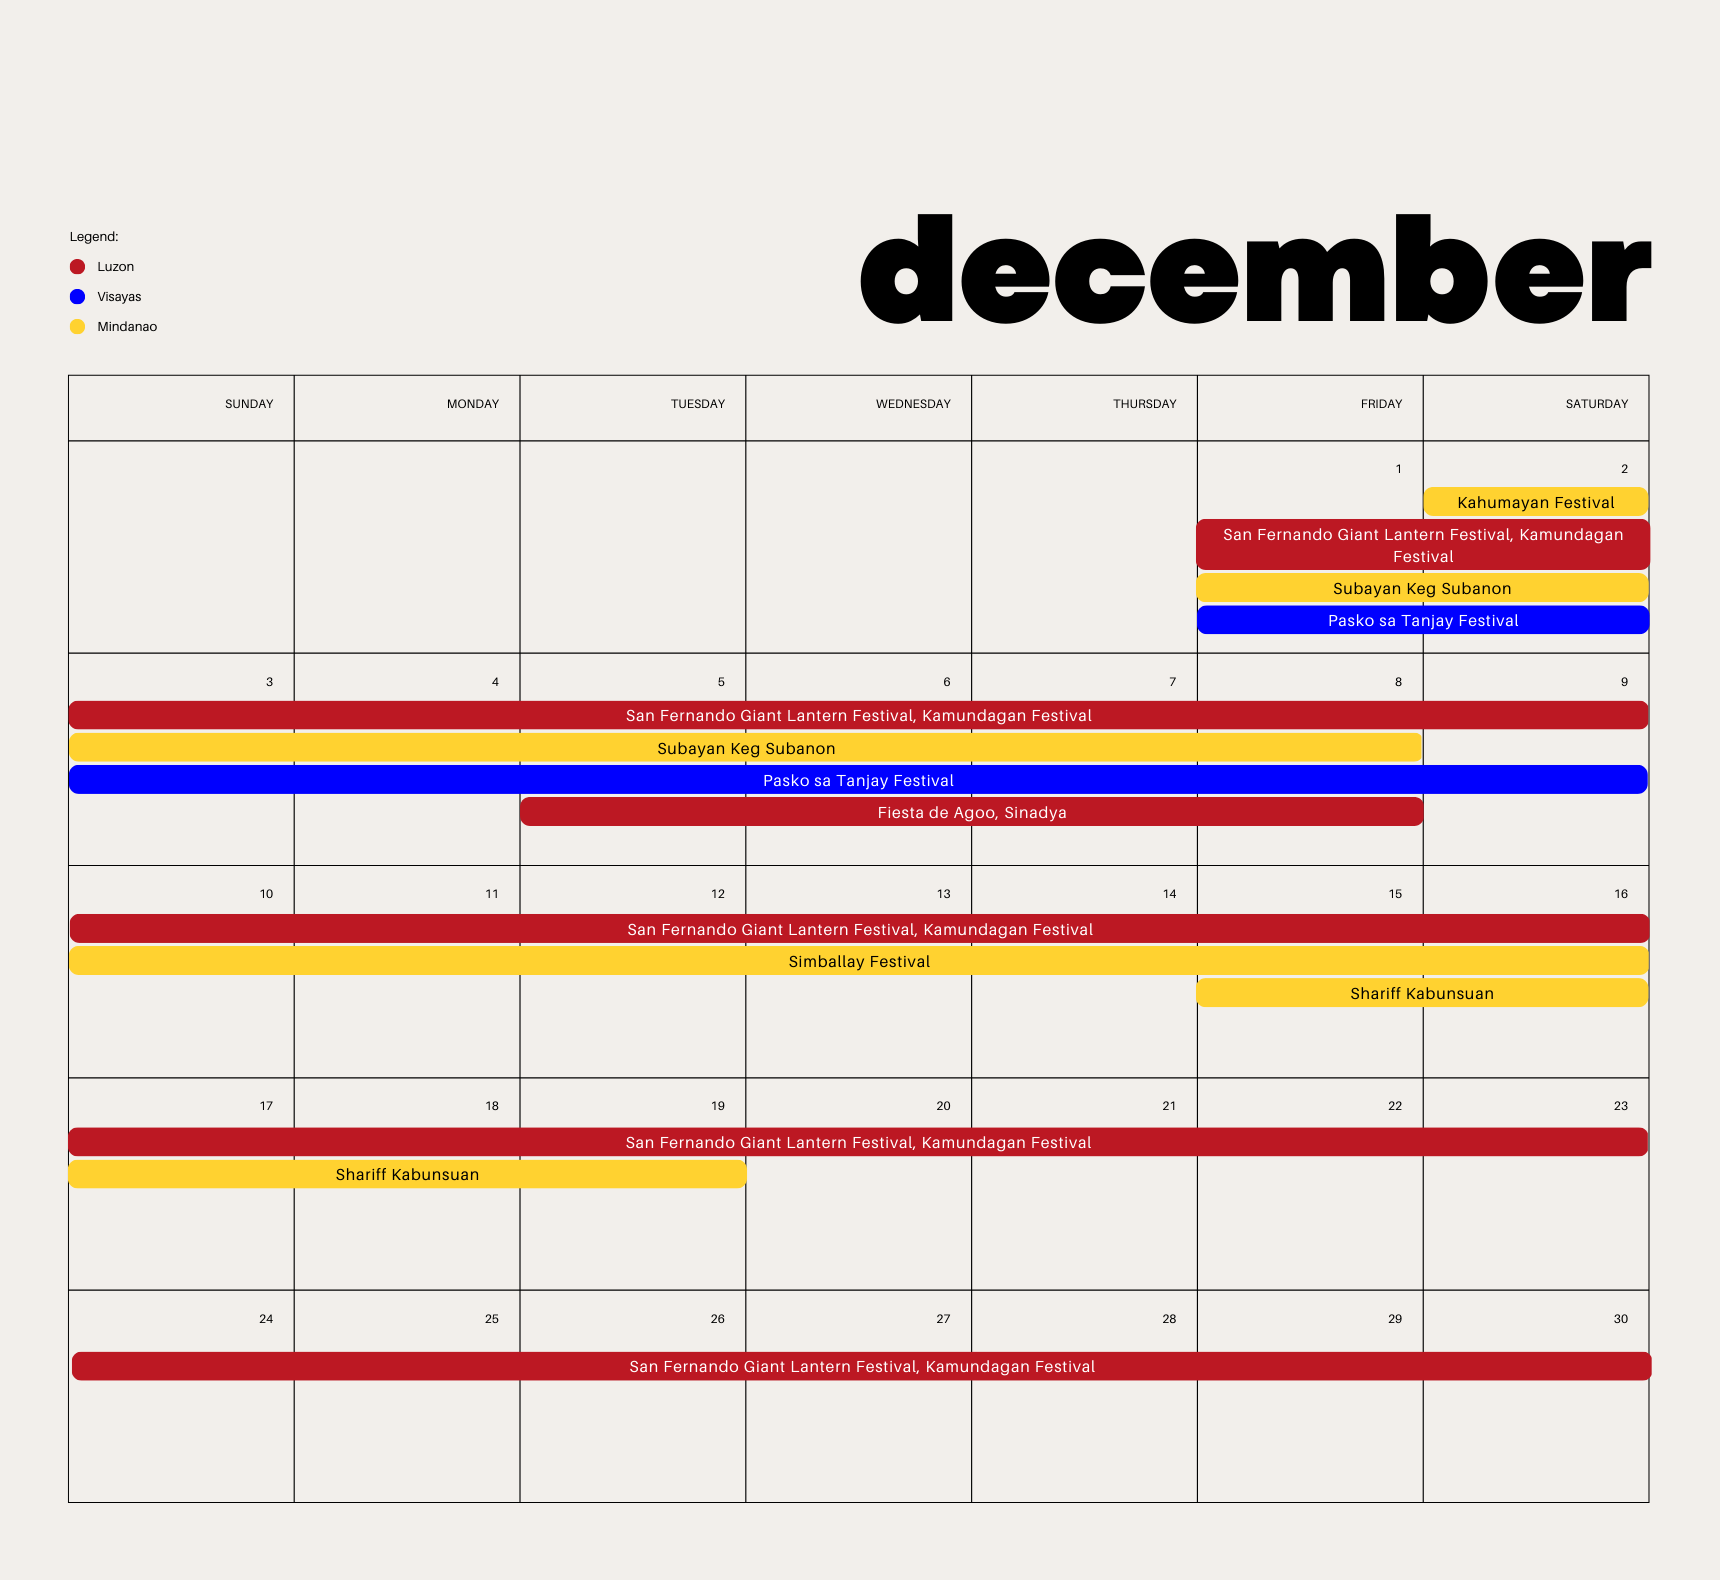 Legend:
Luzon
Visayas
Mindanao
december
SUNDAY MONDAY TUESDAY WEDNESDAY THURSDAY FRIDAY SATURDAY
1 2
Kahumayan Festival
San Fernando Giant Lantern Festival, Kamundagan
Festival
Subayan Keg Subanon
Pasko sa Tanjay Festival
3 4 5 6 7 8 9
San Fernando Giant Lantern Festival, Kamundagan Festival
Subayan Keg Subanon
Pasko sa Tanjay Festival
Fiesta de Agoo, Sinadya
10 11 12 13 14 15 16
San Fernando Giant Lantern Festival, Kamundagan Festival
Simballay Festival
Shariff Kabunsuan
17 18 19 20 21 22 23
San Fernando Giant Lantern Festival, Kamundagan Festival
Shariff Kabunsuan
24 25 26 27 28 29 30
San Fernando Giant Lantern Festival, Kamundagan Festival